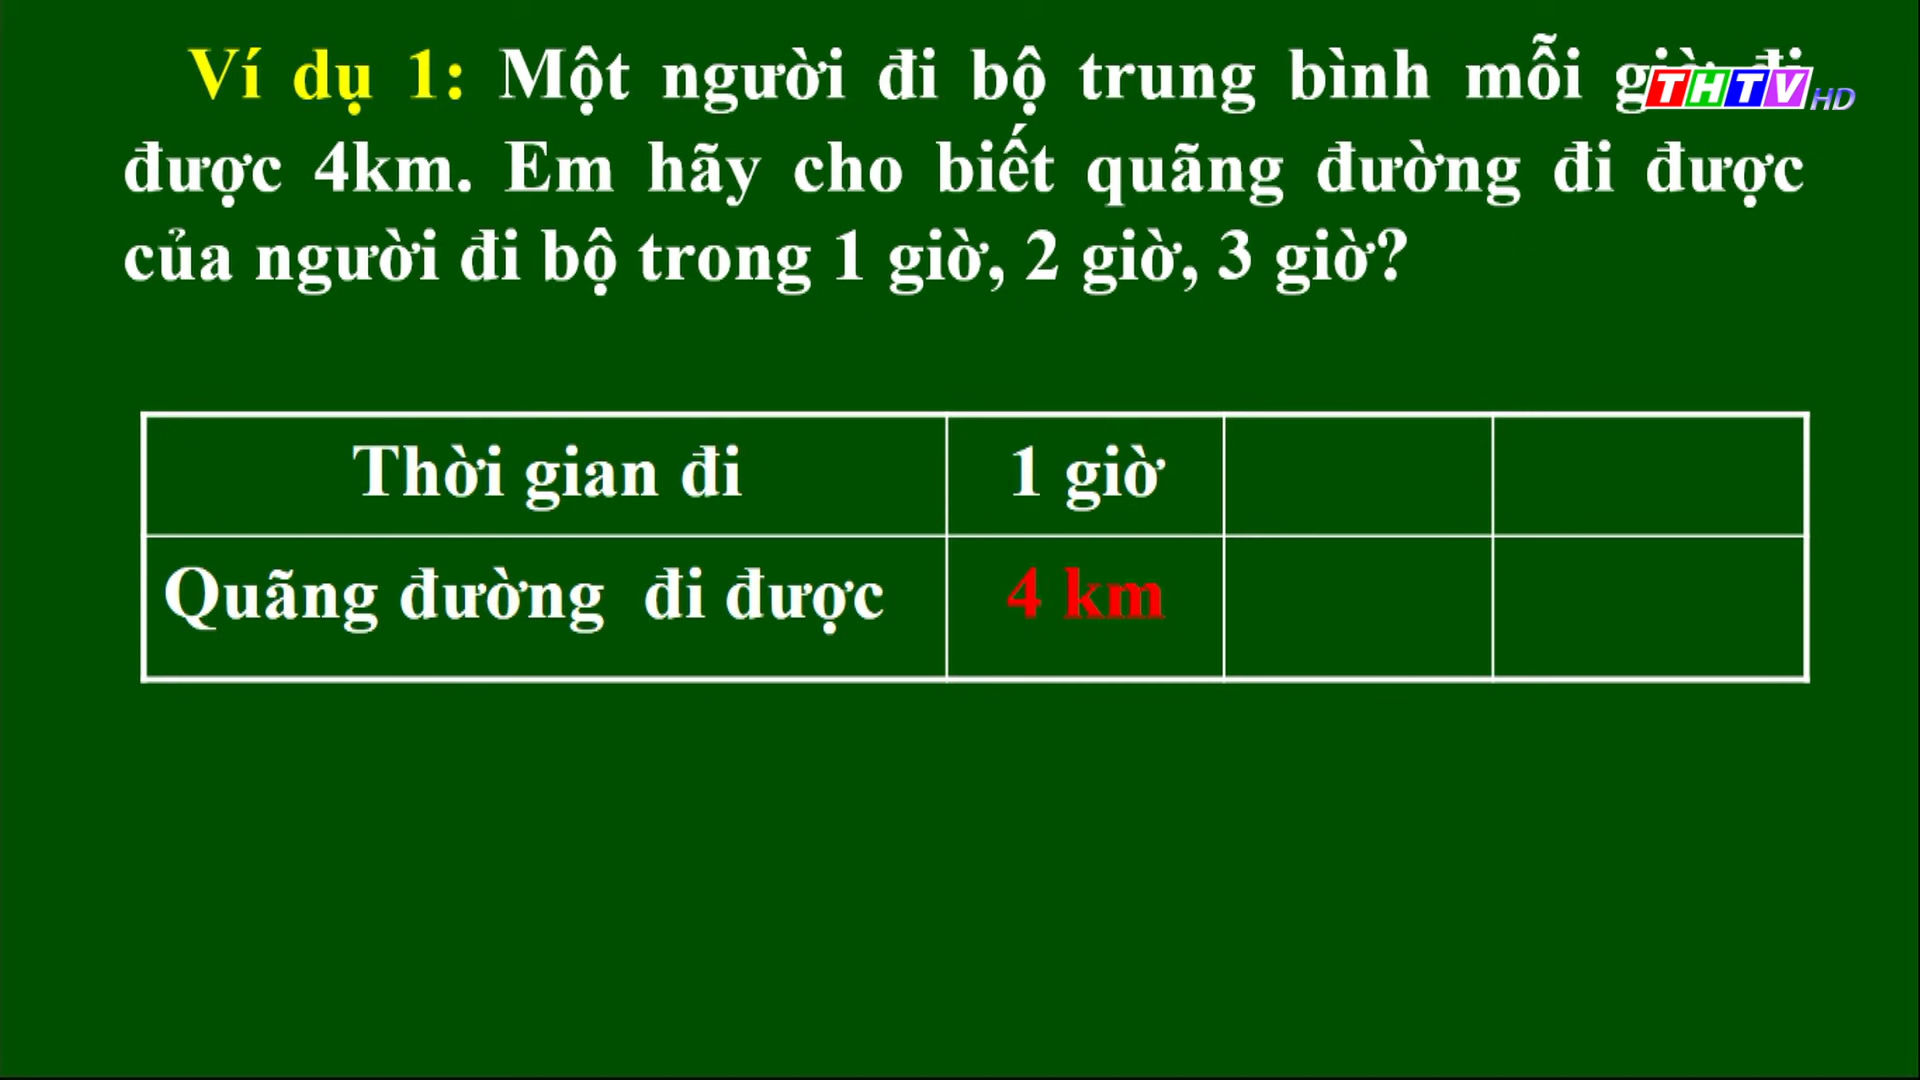 Ví dụ 1: Một người đi bộ trung bình mỗi giờ đi
THTV HD
được 4km. Em hãy cho biết quãng đường đi được
của người đi bộ trong 1 giờ, 2 giờ, 3 giờ?
Thời gian đi 1 giờ
Quãng đường đi được 4 km